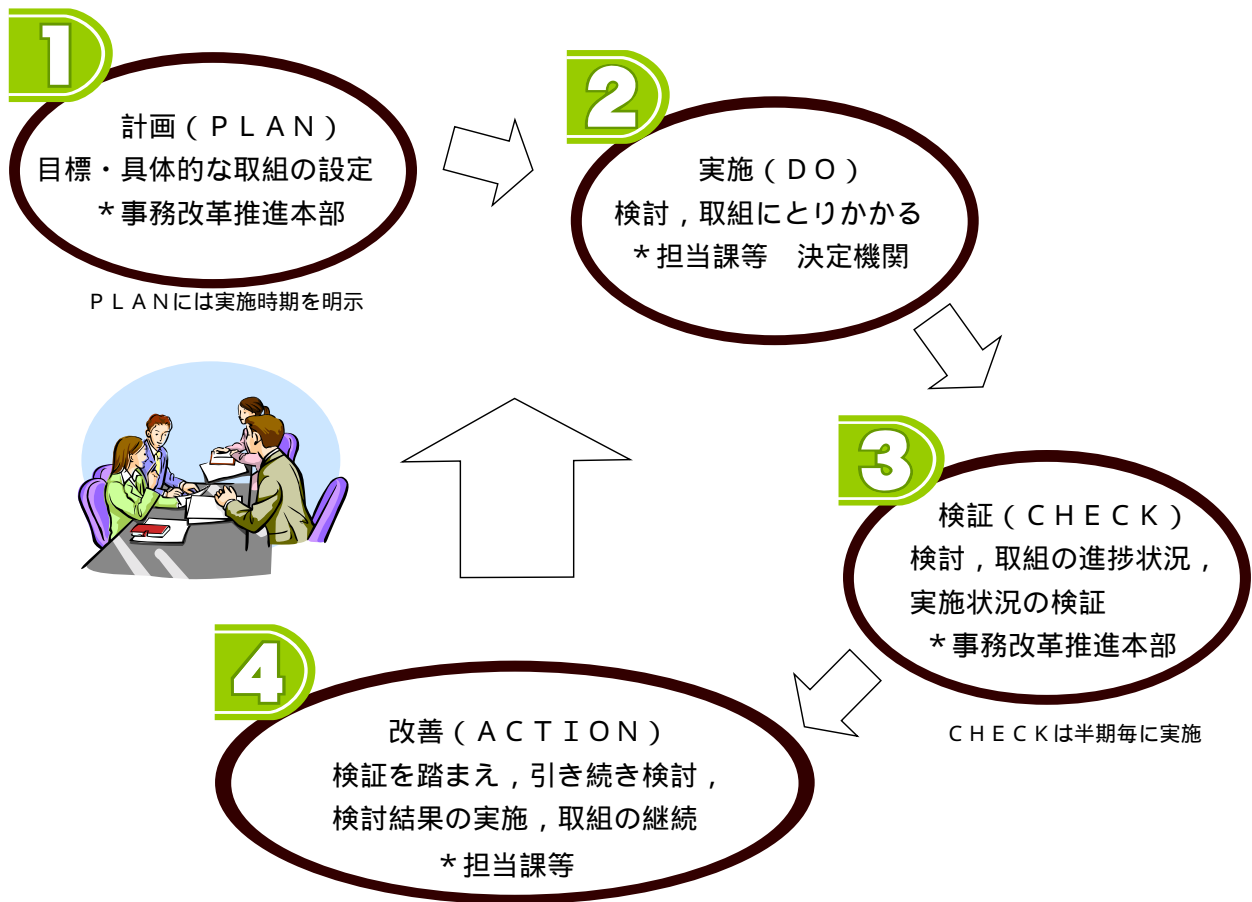 1
計画(PLAN)
目標・具体的な取組の設定
*事務改革推進本部
PLANには実施時期を明示
2
実施(DO)
検討,取組にとりかかる
*担当課等　決定機関
3
検証(CHECK)
検討,取組の進捗状況,
実施状況の検証
*事務改革推進本部
CHECKは半期毎に実施
4
改善(ACTION)
検証を踏まえ,引き続き検討,
検討結果の実施,取組の継続
*担当課等